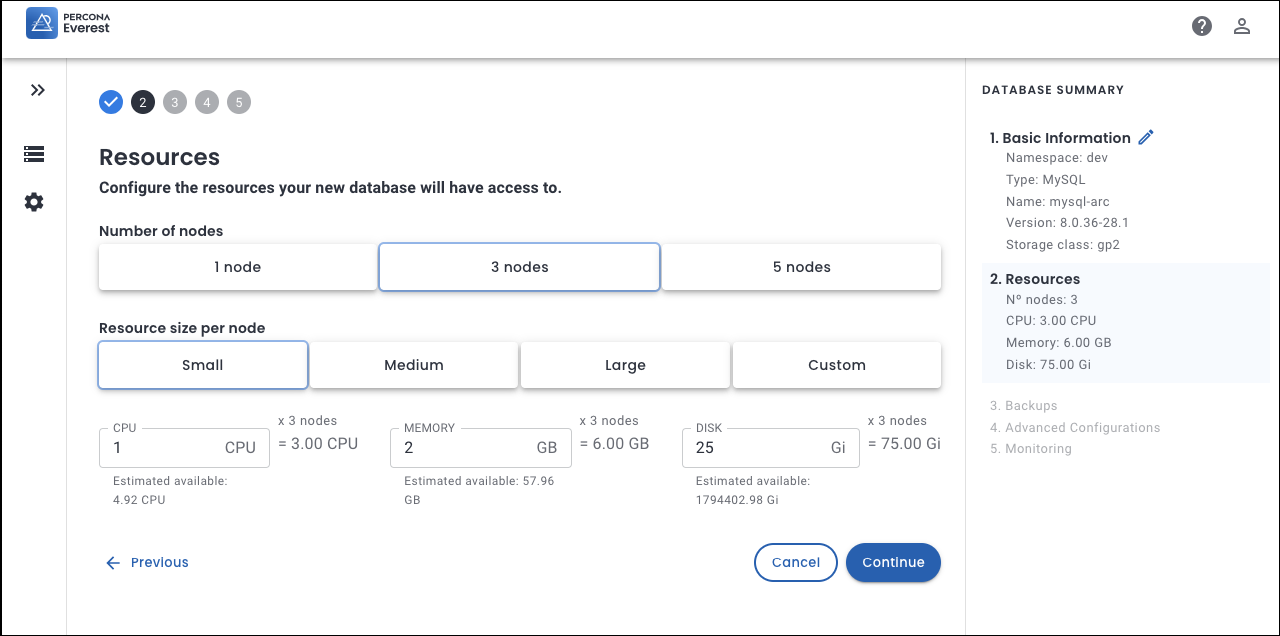 PERCONA
Everest
2 3 4 5
Resources
Configure the resources your new database will have access to.
Number of nodes
1 node
3 nodes
5 nodes
Resource size per node
Small
Medium
Large
Custom
CPU
1 CPU
x 3 nodes
= 3.00 CPU
Estimated available:
4.92 CPU
MEMORY
2 GB
x 3 nodes
= 6.00 GB
Estimated available: 57.96
GB
DISK
25 Gi
x 3 nodes
= 75.00 Gi
Estimated available:
1794402.98 Gi
Previous
Cancel
Continue
DATABASE SUMMARY
1. Basic Information
Namespace: dev
Type: MySQL
Name: mysql-arc
Version: 8.0.36-28.1
Storage class: gp2
2. Resources
Nº nodes: 3
CPU: 3.00 CPU
Memory: 6.00 GB
Disk: 75.00 Gi
3. Backups
4. Advanced Configurations
5. Monitoring